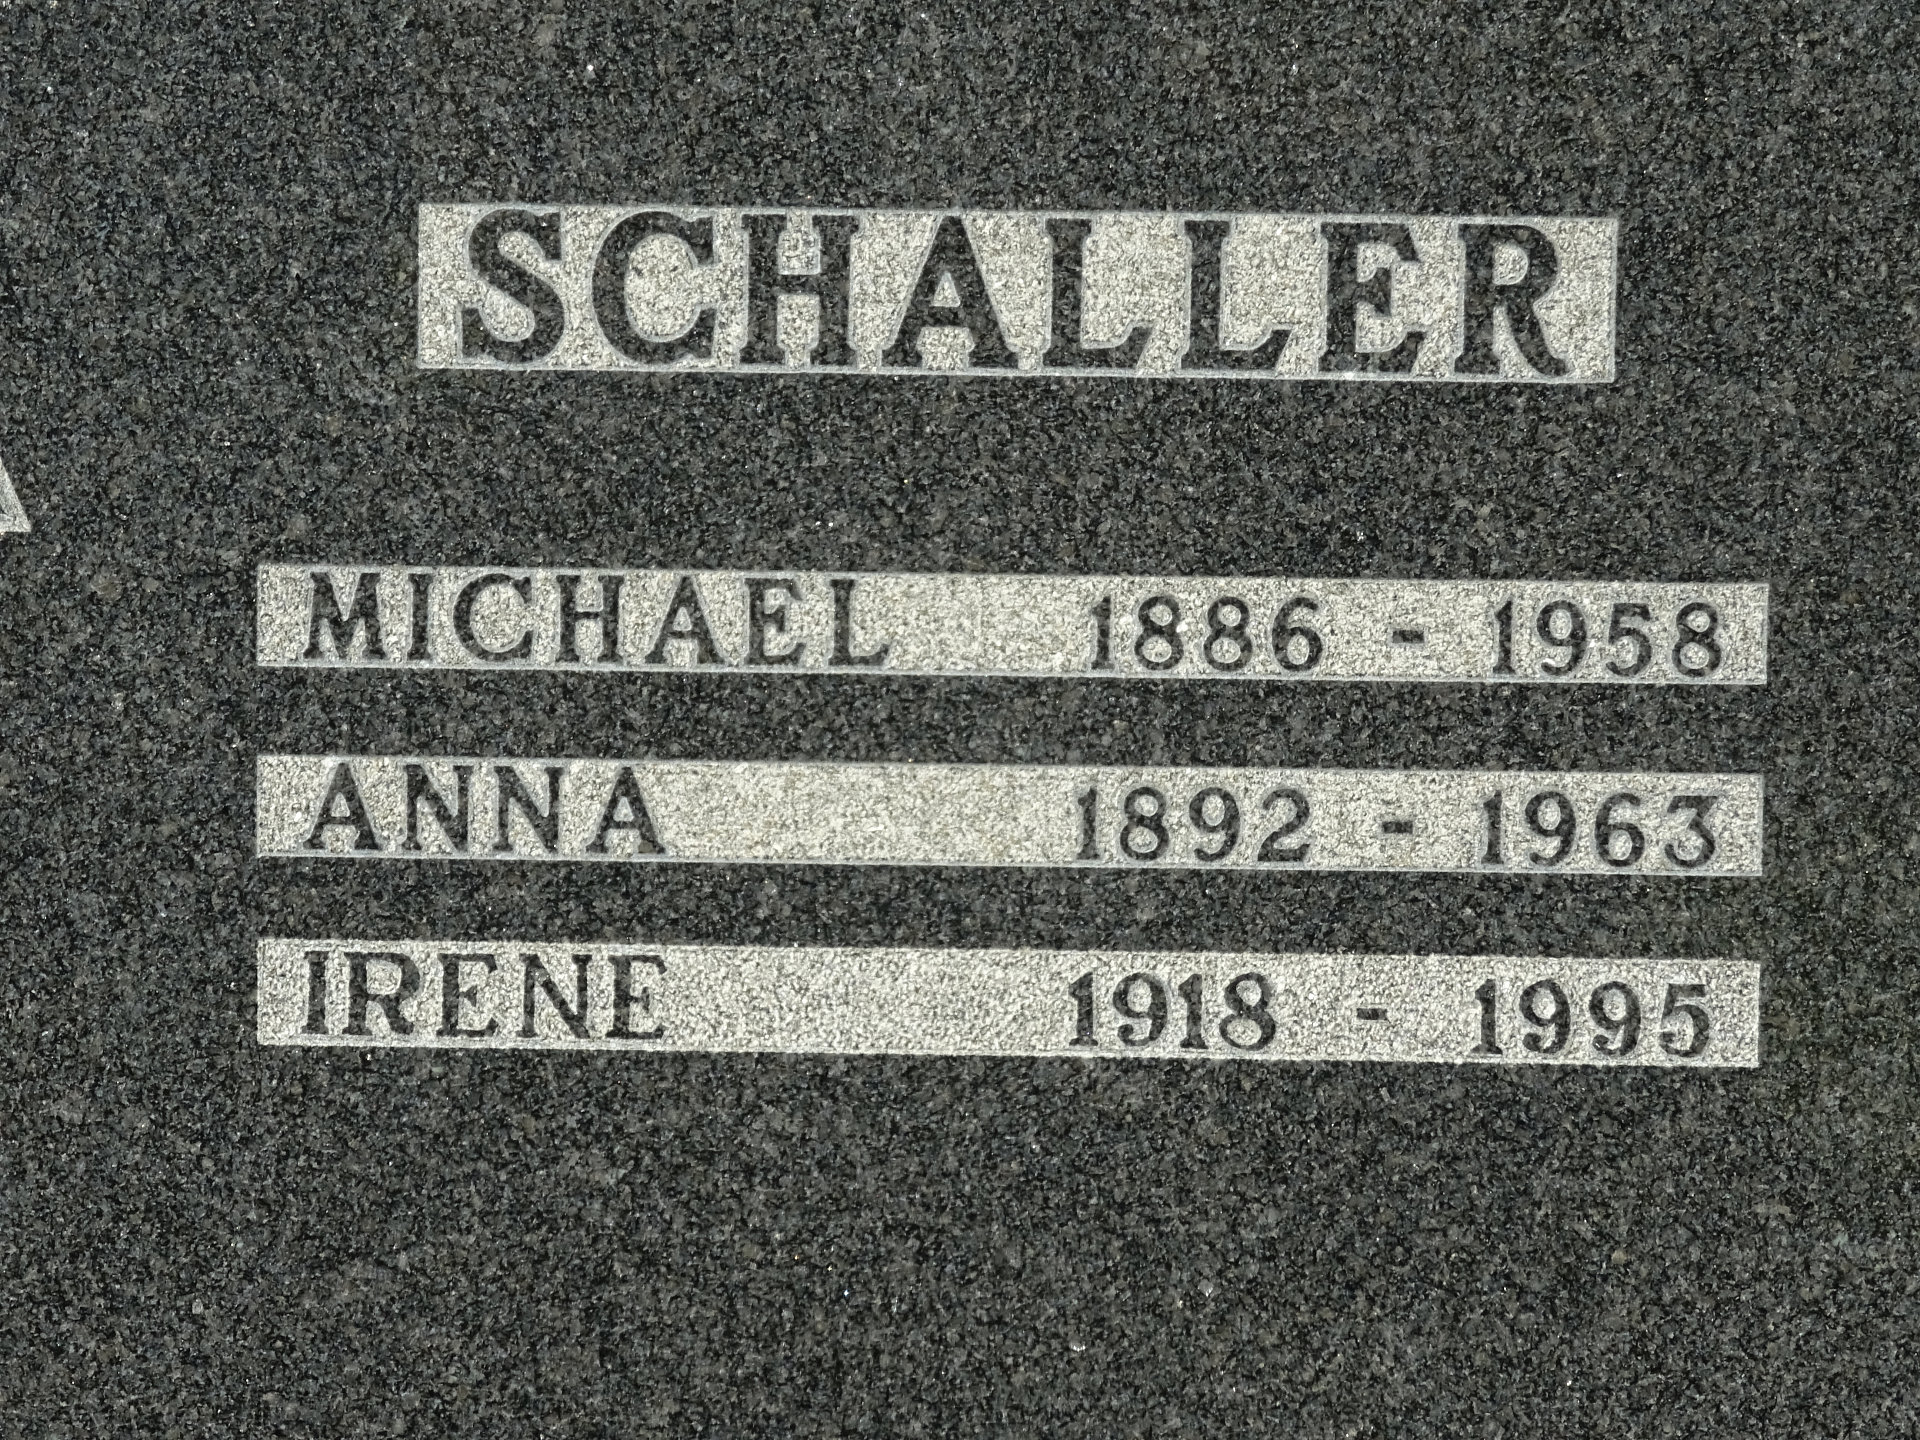 SCHALLER
MICHAEL 1886 - 1958
ANNA 1892 - 1963
IRENE 1918 - 1995